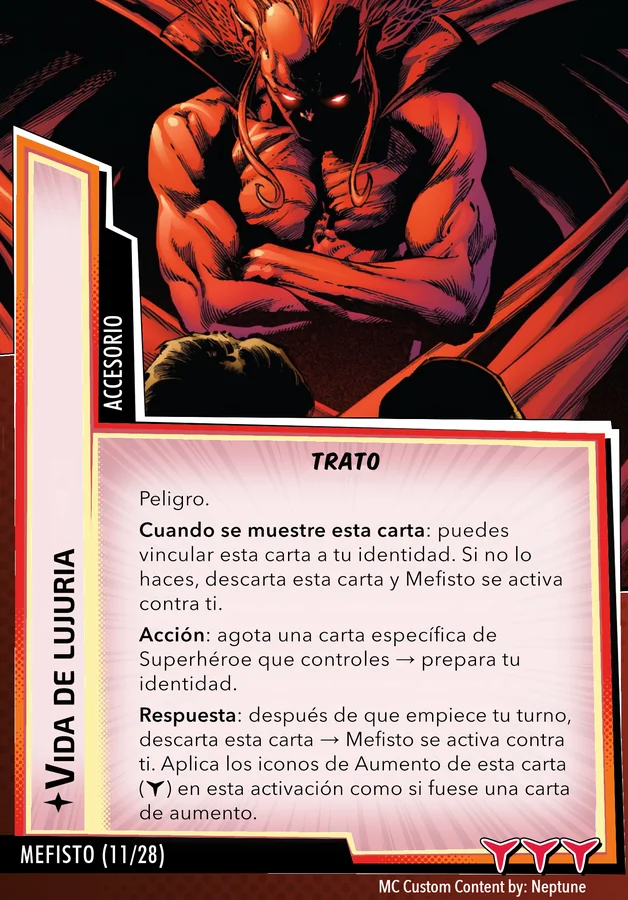 ACCESORIO
VIDA DE LUJURIA
TRATO
Peligro.
Cuando se muestre esta carta: puedes
vincular esta carta a tu identidad. Si no lo
haces, descarta esta carta y Mefisto se activa
contra ti.
Acción: agota una carta específica de
Superhéroe que controles → prepara tu
identidad.
Respuesta: después de que empiece tu turno,
descarta esta carta → Mefisto se activa contra
ti. Aplica los iconos de Aumento de esta carta
() en esta activación como si fuese una carta
de aumento.
MEFISTO (11/28)
MC Custom Content by: Neptune